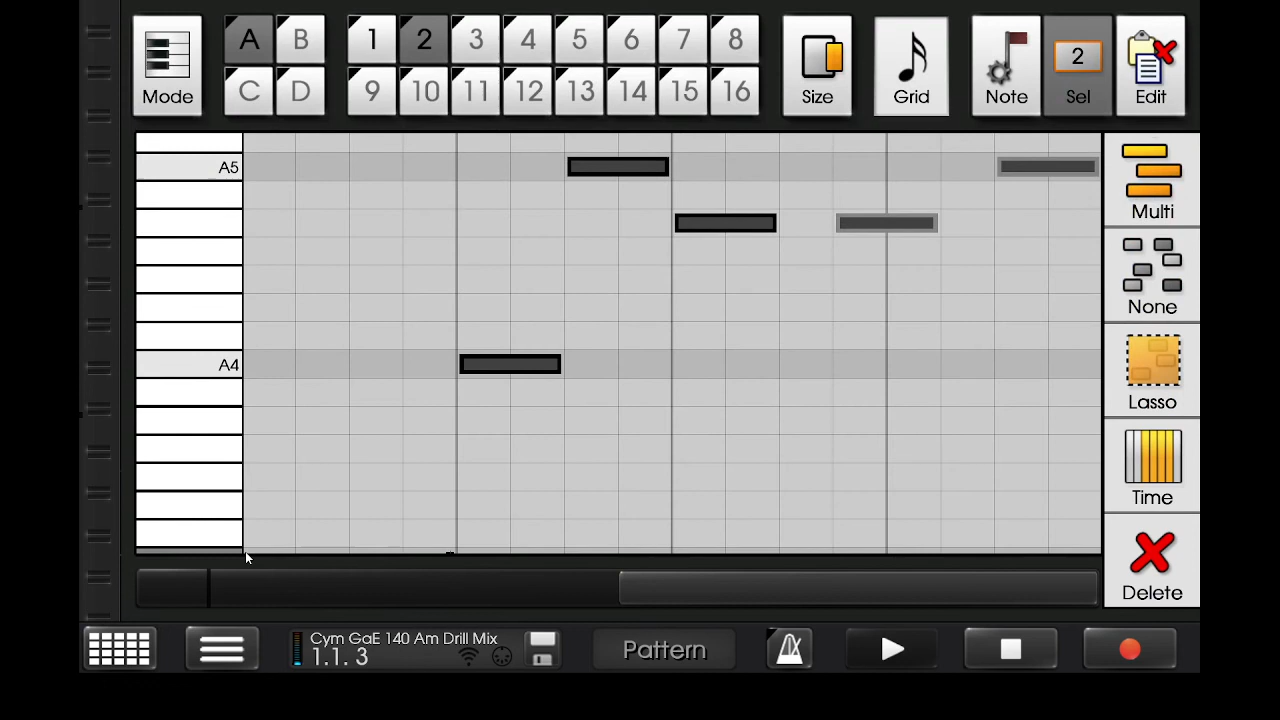 Mode
A B
C D
1 2 3 4 5 6 7 8
9 10 11 12 13 14 15 16
Size
Grid
Note
2
Sel
Edit
A5
A4
Multi
None
Lasso
Time
Delete
Cym GaE 140 Am Drill Mix
1.1. 3
Pattern